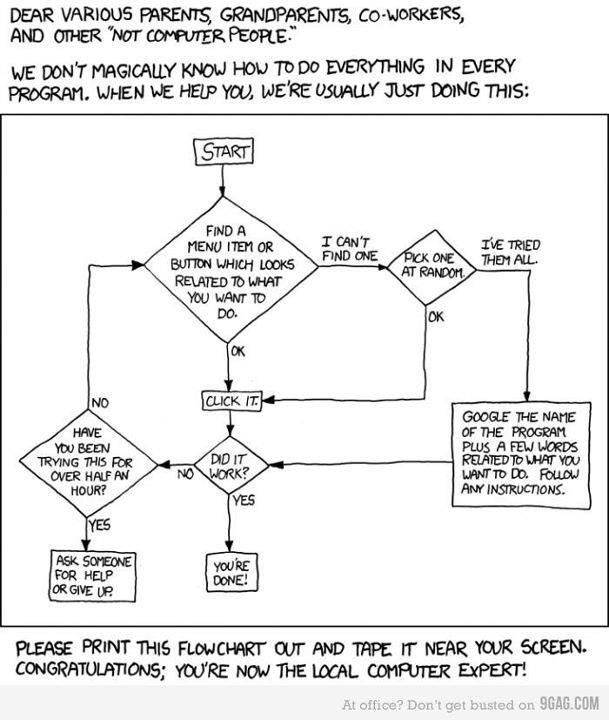 DEAR VARIOUS PARENTS, GRANDPARENTS, CO-WORKERS,
AND OTHER "NOT COMPUTER PEOPLE."
WE DON'T MAGICALLY KNOW HOW TO DO EVERYTHING IN EVERY
PROGRAM. WHEN WE HELP YOU, WE'RE USUALLY JUST DOING THIS:
START
FIND A
MENU ITEM OR
BUTTON WHICH LOOKS
RELATED TO WHAT
YOU WANT TO
DO.
I CAN'T
FIND ONE
PICK ONE
AT RANDOM.
I'VE TRIED
THEM ALL.
OK
OK
CLICK IT.
NO
GOOGLE THE NAME
OF THE PROGRAM
PLUS A FEW WORDS
RELATED TO WHAT YOU
WANT TO DO. FOLLOW
ANY INSTRUCTIONS.
HAVE
YOU BEEN
TRYING THIS FOR
OVER HALF AN
HOUR?
NO
DID IT
WORK?
YES
YES
ASK SOMEONE
FOR HELP
OR GIVE UP.
YOU'RE
DONE!
PLEASE PRINT THIS FLOWCHART OUT AND TAPE IT NEAR YOUR SCREEN.
CONGRATULATIONS; YOU'RE NOW THE LOCAL COMPUTER EXPERT!
At office? Don't get busted on 9GAG.COM